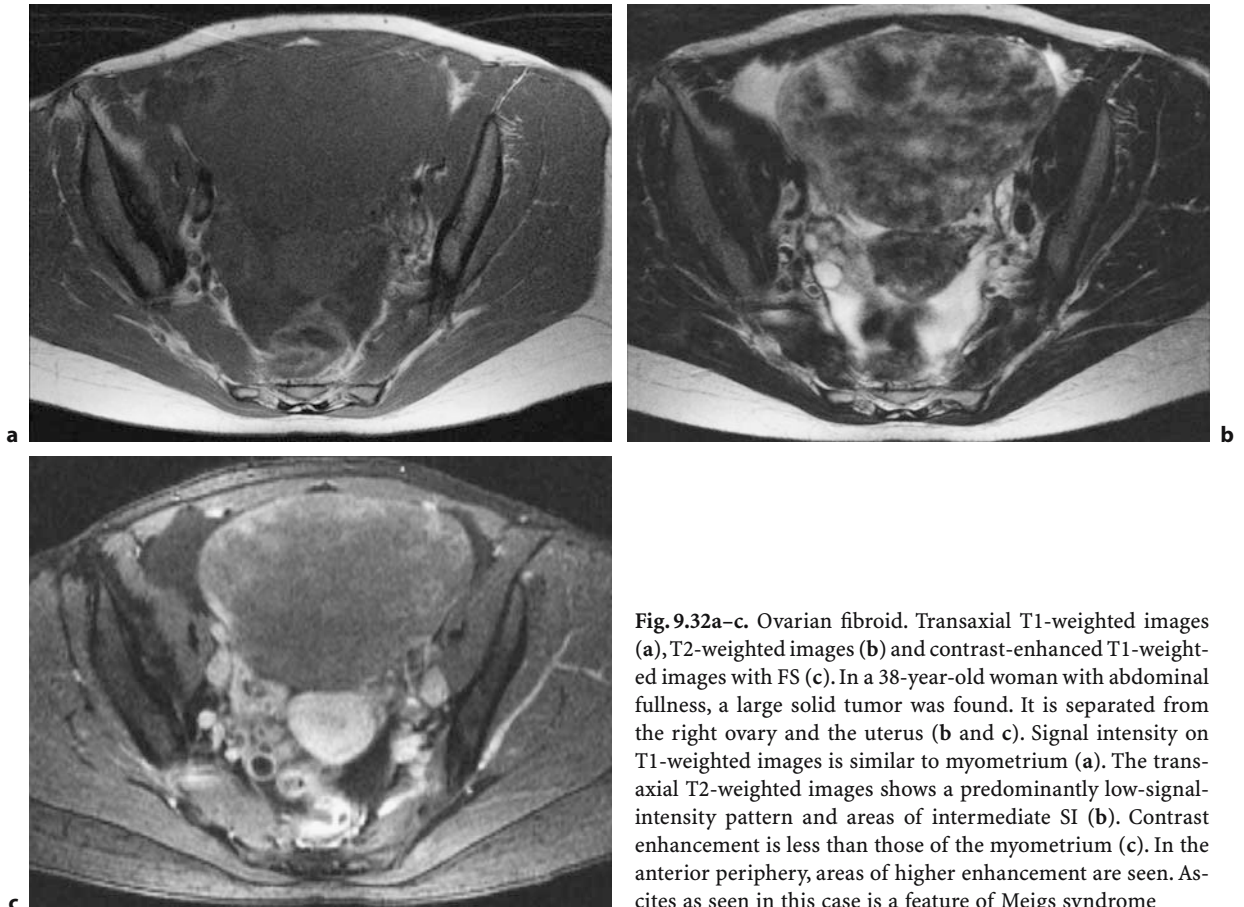 a
b
c
Fig. 9.32a–c. Ovarian fibroid. Transaxial T1-weighted images
(a), T2-weighted images (b) and contrast-enhanced T1-weight-
ed images with FS (c). In a 38-year-old woman with abdominal
fullness, a large solid tumor was found. It is separated from
the right ovary and the uterus (b and c). Signal intensity on
T1-weighted images is similar to myometrium (a). The trans-
axial T2-weighted images shows a predominantly low-signal-
intensity pattern and areas of intermediate SI (b). Contrast
enhancement is less than those of the myometrium (c). In the
anterior periphery, areas of higher enhancement are seen. As-
cites as seen in this case is a feature of Meigs syndrome